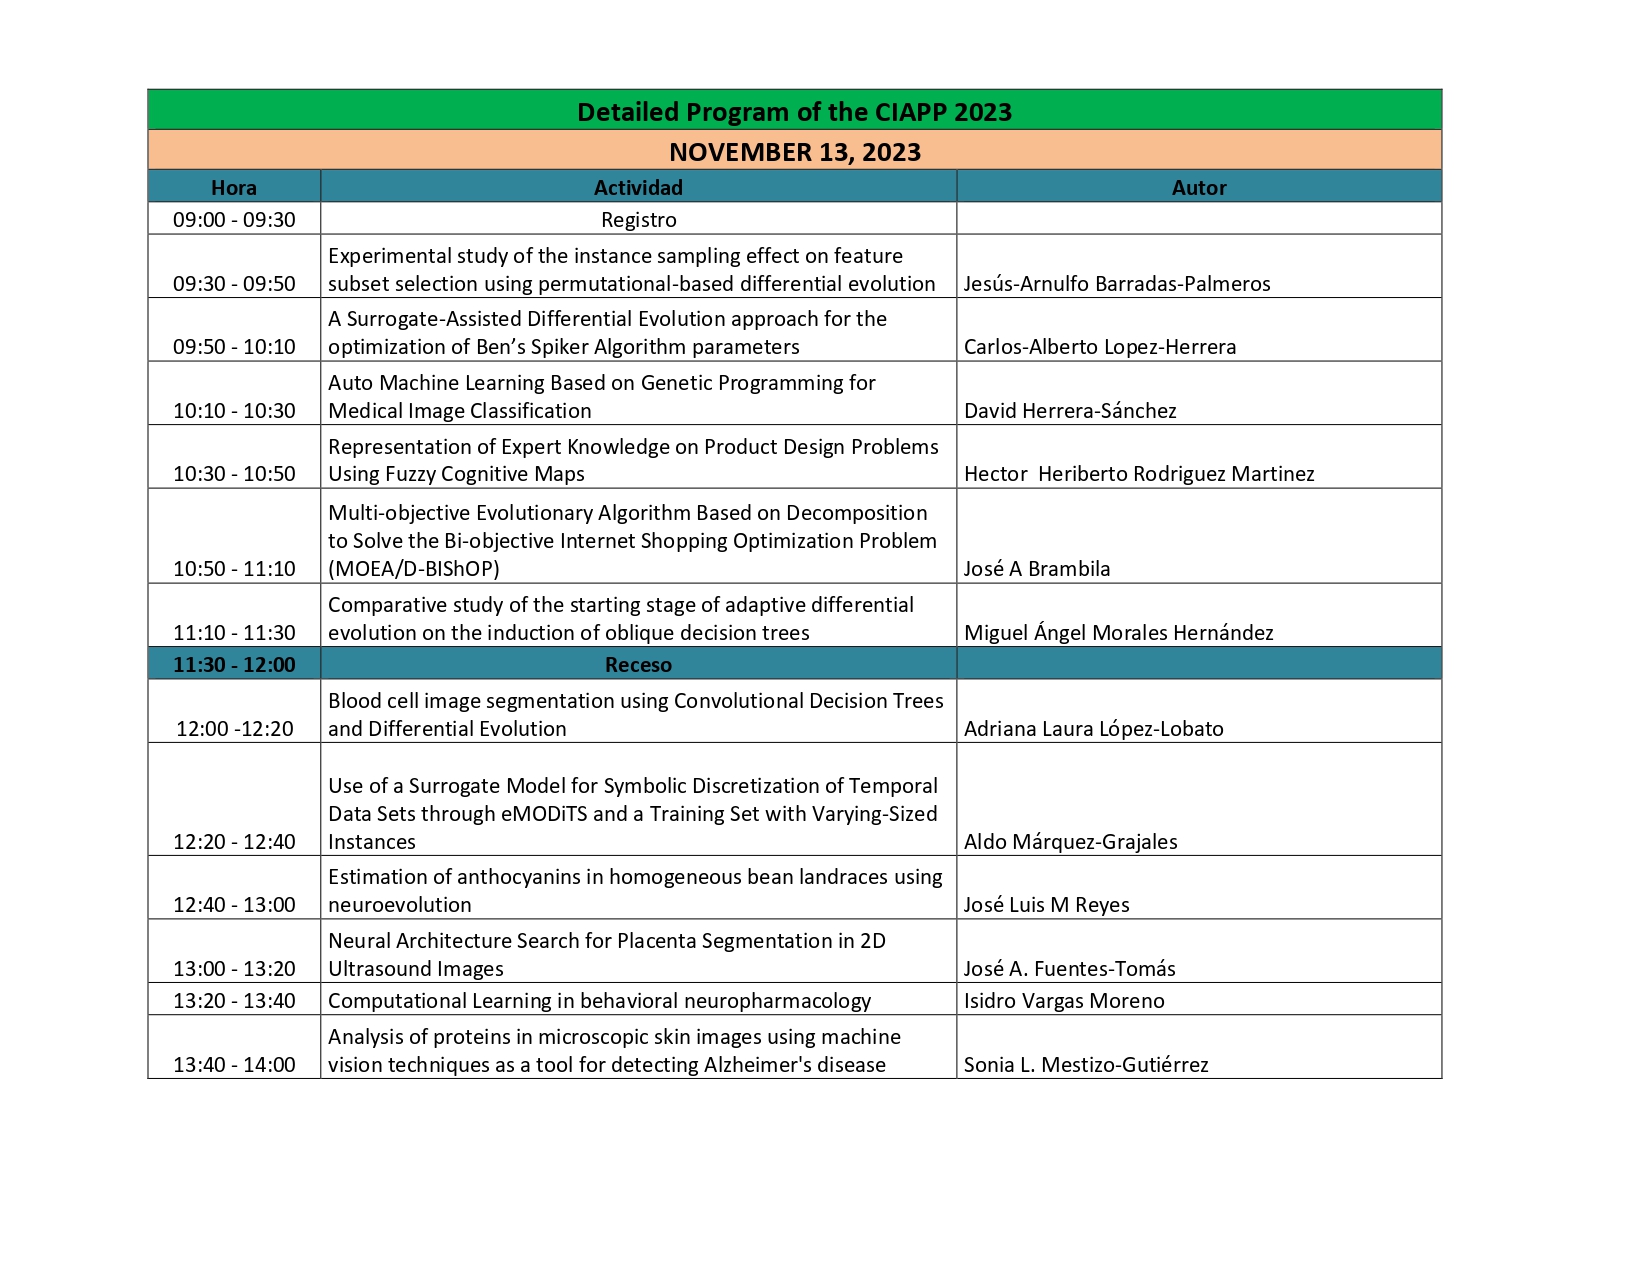 Detailed Program of the CIAPP 2023
NOVEMBER 13, 2023
Hora Actividad Autor
09:00 - 09:30 Registro
Experimental study of the instance sampling effect on feature
09:30 - 09:50 subset selection using permutational-based differential evolution Jesús-Arnulfo Barradas-Palmeros
A Surrogate-Assisted Differential Evolution approach for the
09:50 - 10:10 optimization of Ben’s Spiker Algorithm parameters Carlos-Alberto Lopez-Herrera
Auto Machine Learning Based on Genetic Programming for
10:10 - 10:30 Medical Image Classification David Herrera-Sánchez
Representation of Expert Knowledge on Product Design Problems
10:30 - 10:50 Using Fuzzy Cognitive Maps Hector  Heriberto Rodriguez Martinez
Multi-objective Evolutionary Algorithm Based on Decomposition
to Solve the Bi-objective Internet Shopping Optimization Problem
10:50 - 11:10 (MOEA/D-BIShOP) José A Brambila
Comparative study of the starting stage of adaptive differential
11:10 - 11:30 evolution on the induction of oblique decision trees Miguel Ángel Morales Hernández
11:30 - 12:00 Receso
Blood cell image segmentation using Convolutional Decision Trees
12:00 -12:20 and Differential Evolution Adriana Laura López-Lobato
Use of a Surrogate Model for Symbolic Discretization of Temporal
Data Sets through eMODiTS and a Training Set with Varying-Sized
12:20 - 12:40 Instances Aldo Márquez-Grajales
Estimation of anthocyanins in homogeneous bean landraces using
12:40 - 13:00 neuroevolution José Luis M Reyes
Neural Architecture Search for Placenta Segmentation in 2D
13:00 - 13:20 Ultrasound Images José A. Fuentes-Tomás
13:20 - 13:40 Computational Learning in behavioral neuropharmacology Isidro Vargas Moreno
Analysis of proteins in microscopic skin images using machine
13:40 - 14:00 vision techniques as a tool for detecting Alzheimer's disease Sonia L. Mestizo-Gutiérrez